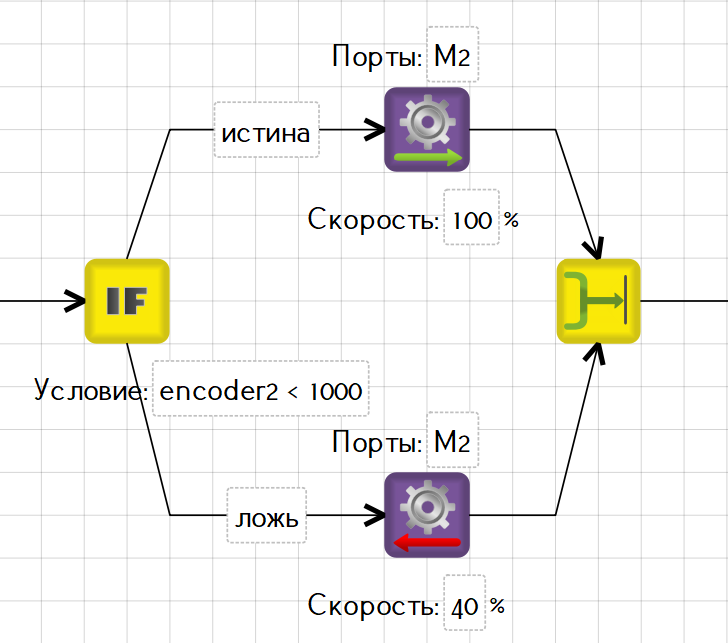 Порты: M2
истина
Скорость: 100 %
IF
Условие: encoder2 < 1000
Порты: M2
ложь
Скорость: 40 %